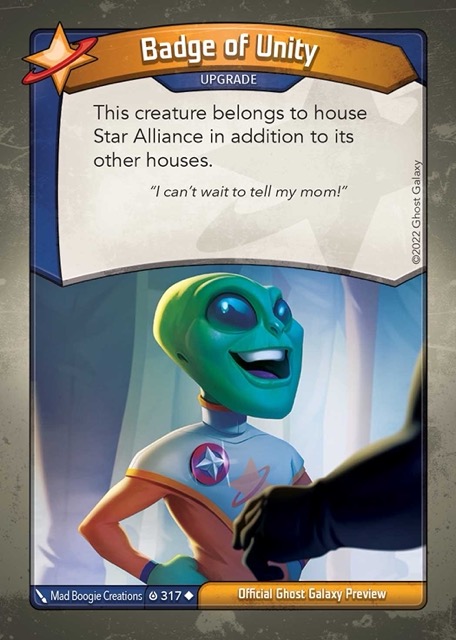 Badge of Unity
UPGRADE
This creature belongs to house
Star Alliance in addition to its
other houses.
“I can’t wait to tell my mom!”
©2022 Ghost Galaxy
Mad Boogie Creations
317
Official Ghost Galaxy Preview